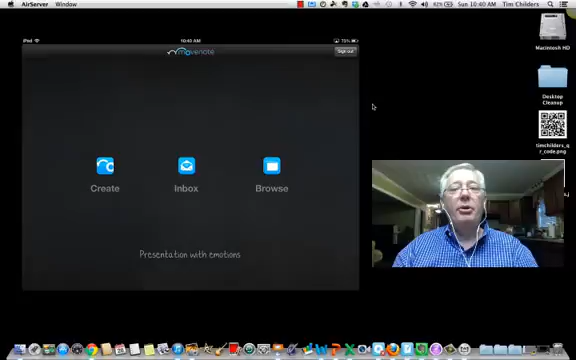 AirServer Window
Sun 10:40 AM Tim Childers
iPad 10:40 AM
movenote
Sign out
Macintosh HD
Desktop
Cleanup
timchilders_q
r_code.png
Create Inbox Browse
Presentation with emotions